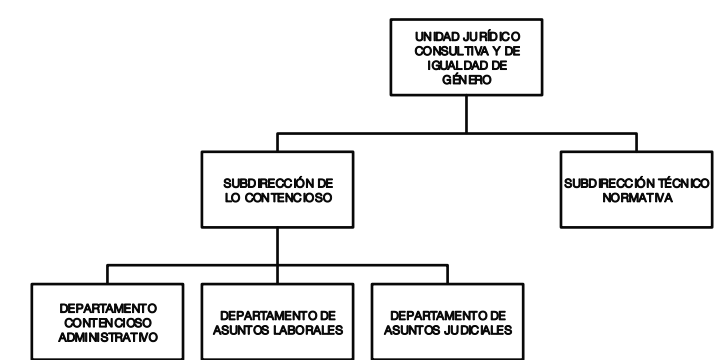 UNIDAD JURÍDICO
CONSULTIVA Y DE
IGUALDAD DE
GÉNERO
SUBDIRECCIÓN DE
LO CONTENCIOSO
SUBDIRECCIÓN TÉCNICO
NORMATIVA
DEPARTAMENTO
CONTENCIOSO
ADMINISTRATIVO
DEPARTAMENTO DE
ASUNTOS LABORALES
DEPARTAMENTO DE
ASUNTOS JUDICIALES